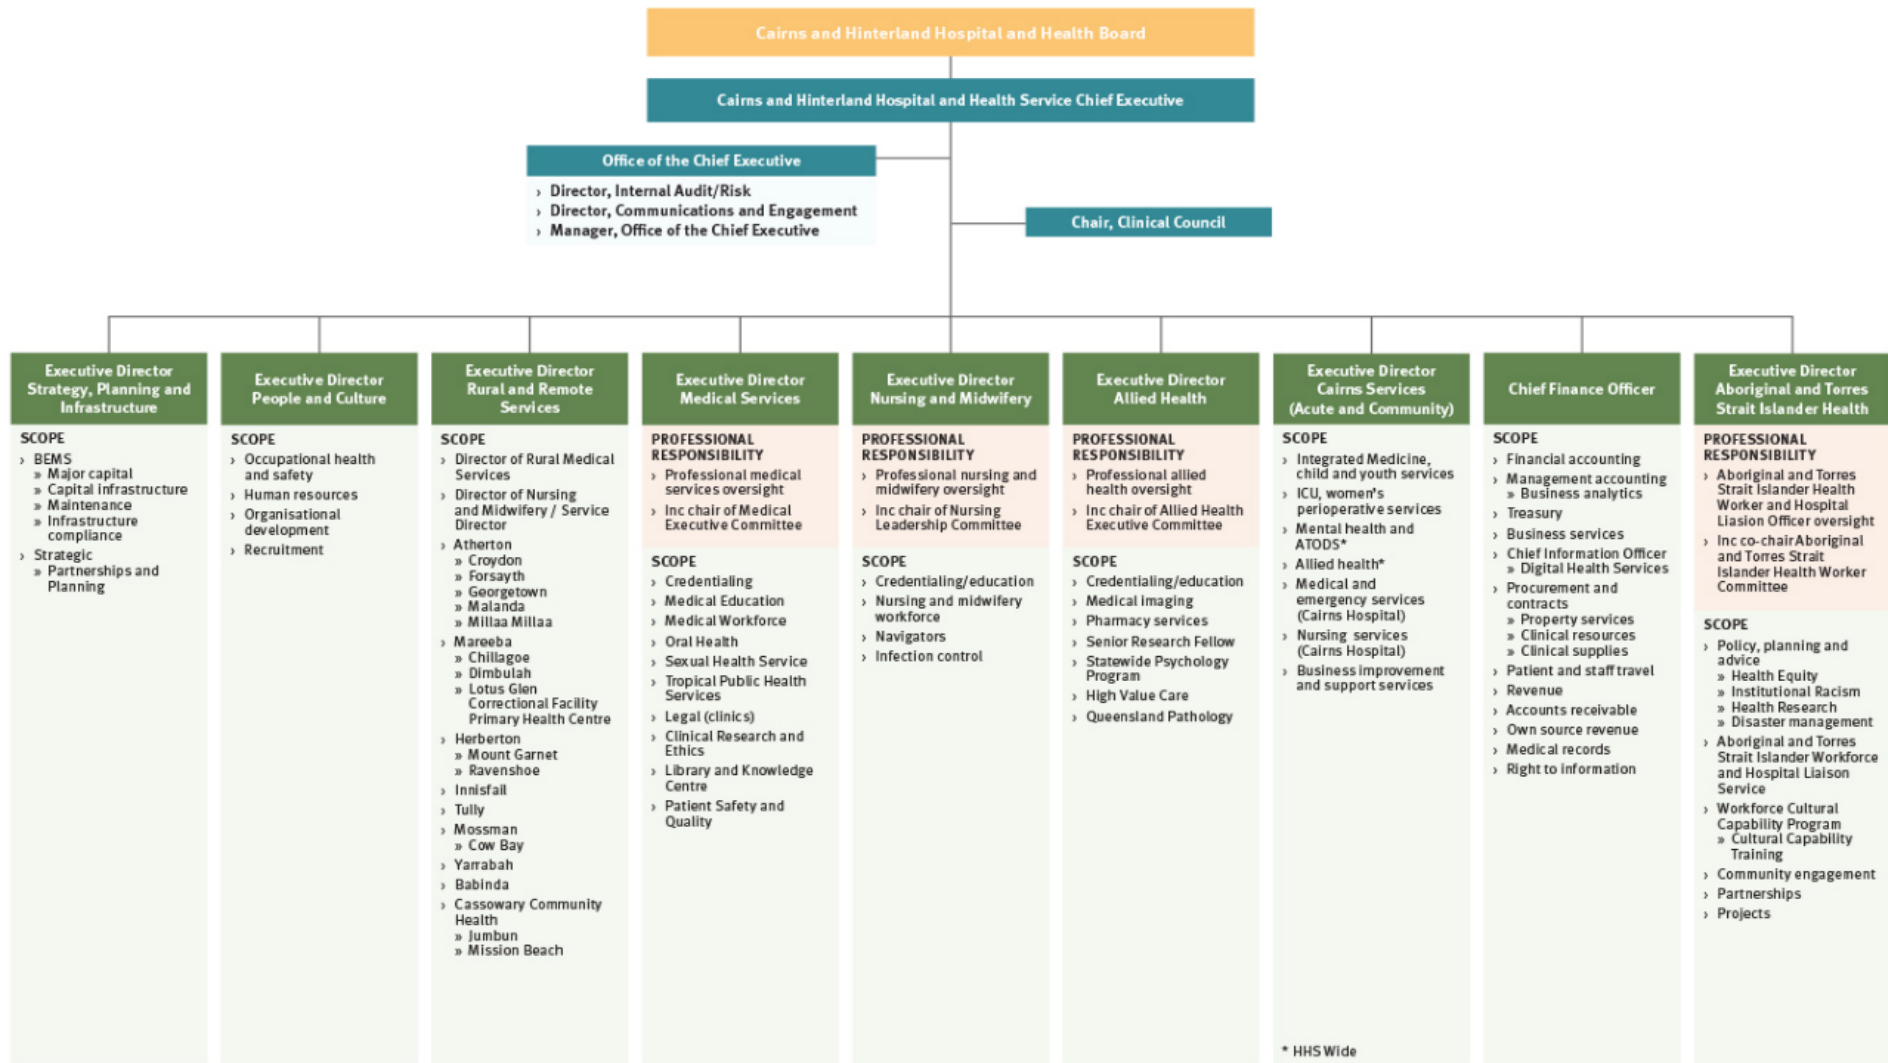 Cairns and Hinterland Hospital and Health Board
Cairns and Hinterland Hospital and Health Service Chief Executive
Office of the Chief Executive
› Director, Internal Audit/Risk
› Director, Communications and Engagement
› Manager, Office of the Chief Executive
Chair, Clinical Council
Executive Director
Strategy, Planning and
Infrastructure
SCOPE
› BEMS
» Major capital
» Capital infrastructure
» Maintenance
» Infrastructure
compliance
› Strategic
» Partnerships and
Planning
Executive Director
People and Culture
SCOPE
› Occupational health
and safety
› Human resources
› Organisational
development
› Recruitment
Executive Director
Rural and Remote
Services
SCOPE
› Director of Rural Medical
Services
› Director of Nursing
and Midwifery / Service
Director
› Atherton
» Croydon
» Forsayth
» Georgetown
» Malanda
» Millaa Millaa
› Mareeba
» Chillagoe
» Dimbulah
» Lotus Glen
Correctional Facility
Primary Health Centre
› Herberton
» Mount Garnet
» Ravenshoe
› Innisfail
› Tully
› Mossman
» Cow Bay
› Yarrabah
› Babinda
› Cassowary Community
Health
» Jumbun
» Mission Beach
Executive Director
Medical Services
PROFESSIONAL
RESPONSIBILITY
› Professional medical
services oversight
› Inc chair of Medical
Executive Committee
SCOPE
› Credentialing
› Medical Education
› Medical Workforce
› Oral Health
› Sexual Health Service
› Tropical Public Health
Services
› Legal (clinics)
› Clinical Research and
Ethics
› Library and Knowledge
Centre
› Patient Safety and
Quality
Executive Director
Nursing and Midwifery
PROFESSIONAL
RESPONSIBILITY
› Professional nursing and
midwifery oversight
› Inc chair of Nursing
Leadership Committee
SCOPE
› Credentialing/education
› Nursing and midwifery
workforce
› Navigators
› Infection control
Executive Director
Allied Health
PROFESSIONAL
RESPONSIBILITY
› Professional allied
health oversight
› Inc chair of Allied Health
Executive Committee
SCOPE
› Credentialing/education
› Medical imaging
› Pharmacy services
› Senior Research Fellow
› Statewide Psychology
Program
› High Value Care
› Queensland Pathology
Executive Director
Cairns Services
(Acute and Community)
SCOPE
› Integrated Medicine,
child and youth services
› ICU, women's
perioperative services
› Mental health and
ATODS*
› Allied health*
› Medical and
emergency services
(Cairns Hospital)
› Nursing services
(Cairns Hospital)
› Business improvement
and support services
* HHS Wide
Chief Finance Officer
SCOPE
› Financial accounting
› Management accounting
» Business analytics
› Treasury
› Business services
› Chief Information Officer
» Digital Health Services
› Procurement and
contracts
» Property services
» Clinical resources
» Clinical supplies
› Patient and staff travel
› Revenue
› Accounts receivable
› Own source revenue
› Medical records
› Right to information
Executive Director
Aboriginal and Torres
Strait Islander Health
PROFESSIONAL
RESPONSIBILITY
› Aboriginal and Torres
Strait Islander Health
Worker and Hospital
Liasion Officer oversight
› Inc co-chair Aboriginal
and Torres Strait
Islander Health Worker
Committee
SCOPE
› Policy, planning and
advice
» Health Equity
» Institutional Racism
» Health Research
» Disaster management
› Aboriginal and Torres
Strait Islander Workforce
and Hospital Liaison
Service
› Workforce Cultural
Capability Program
» Cultural Capability
Training
› Community engagement
› Partnerships
› Projects